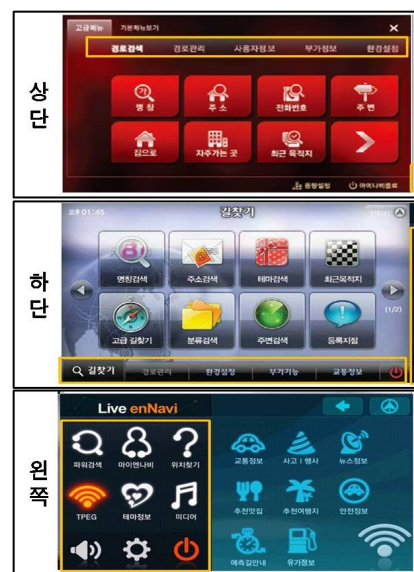 상단
고급메뉴 기본메뉴보기
경로검색 경로관리 사용자정보 부가정보 환경설정
명칭 주소 전화번호 주변
집으로 자주가는 곳 최근 목적지
음량설정 아이나비종료
하단
오후 01:45 길찾기
명칭검색 주소검색 테마검색 최근목적지
(1/2)
고급 길찾기 분류검색 주변검색 등록지점
길찾기 경로관리 환경설정 부가기능 교통정보
왼쪽
Live enNavi
파워검색 마이엔나비 위치찾기 교통정보 사고 | 행사 뉴스정보
TPEG 테마정보 미디어 추천맛집 추천여행지 안전정보
예측길안내 유가정보